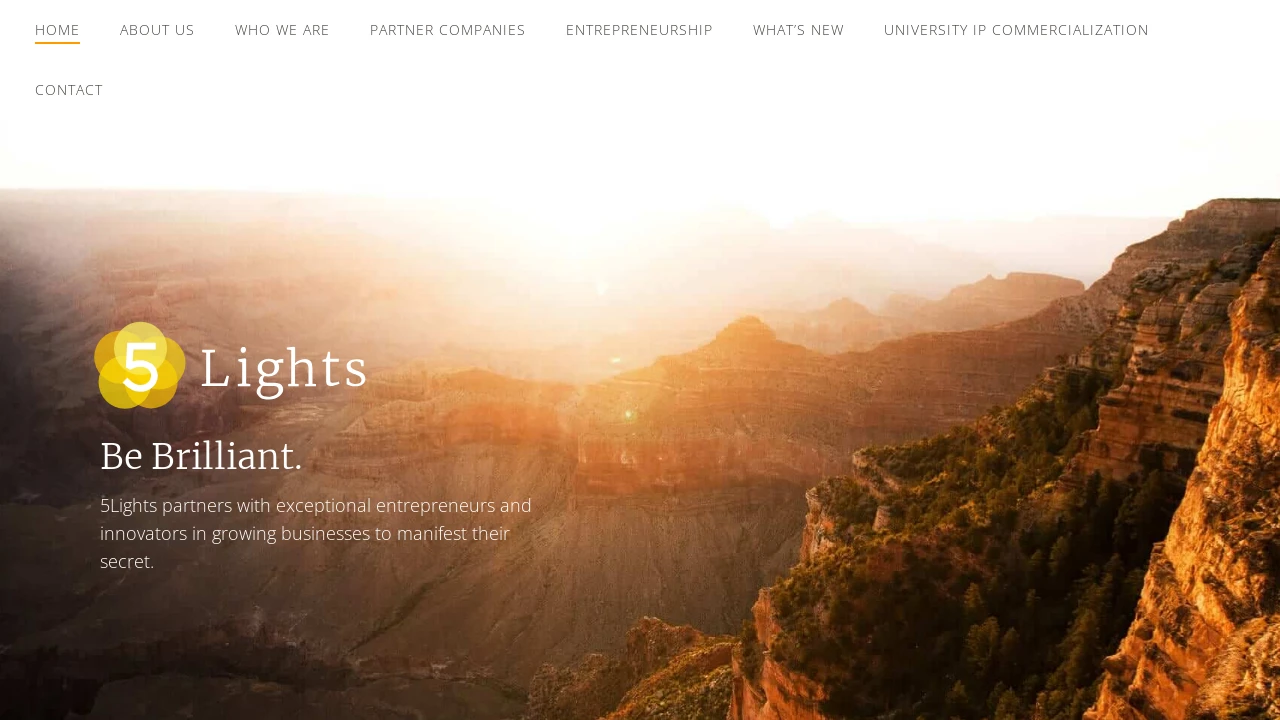 HOME ABOUT US WHO WE ARE PARTNER COMPANIES ENTREPRENEURSHIP WHAT’S NEW UNIVERSITY IP COMMERCIALIZATION
CONTACT
5 Lights
Be Brilliant.
5Lights partners with exceptional entrepreneurs and
innovators in growing businesses to manifest their
secret.